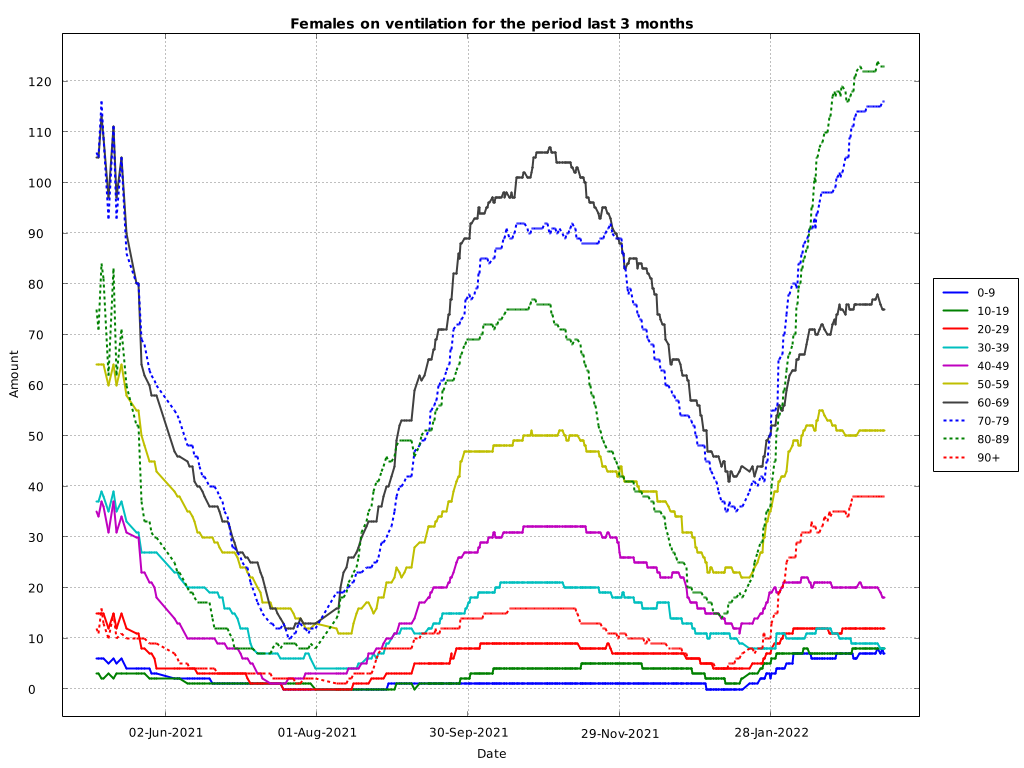 Females on ventilation for the period last 3 months
Amount
120
110
100
90
80
70
60
50
40
30
20
10
0
02-Jun-2021
01-Aug-2021
30-Sep-2021
29-Nov-2021
28-Jan-2022
Date
0-9
10-19
20-29
30-39
40-49
50-59
60-69
70-79
80-89
90+